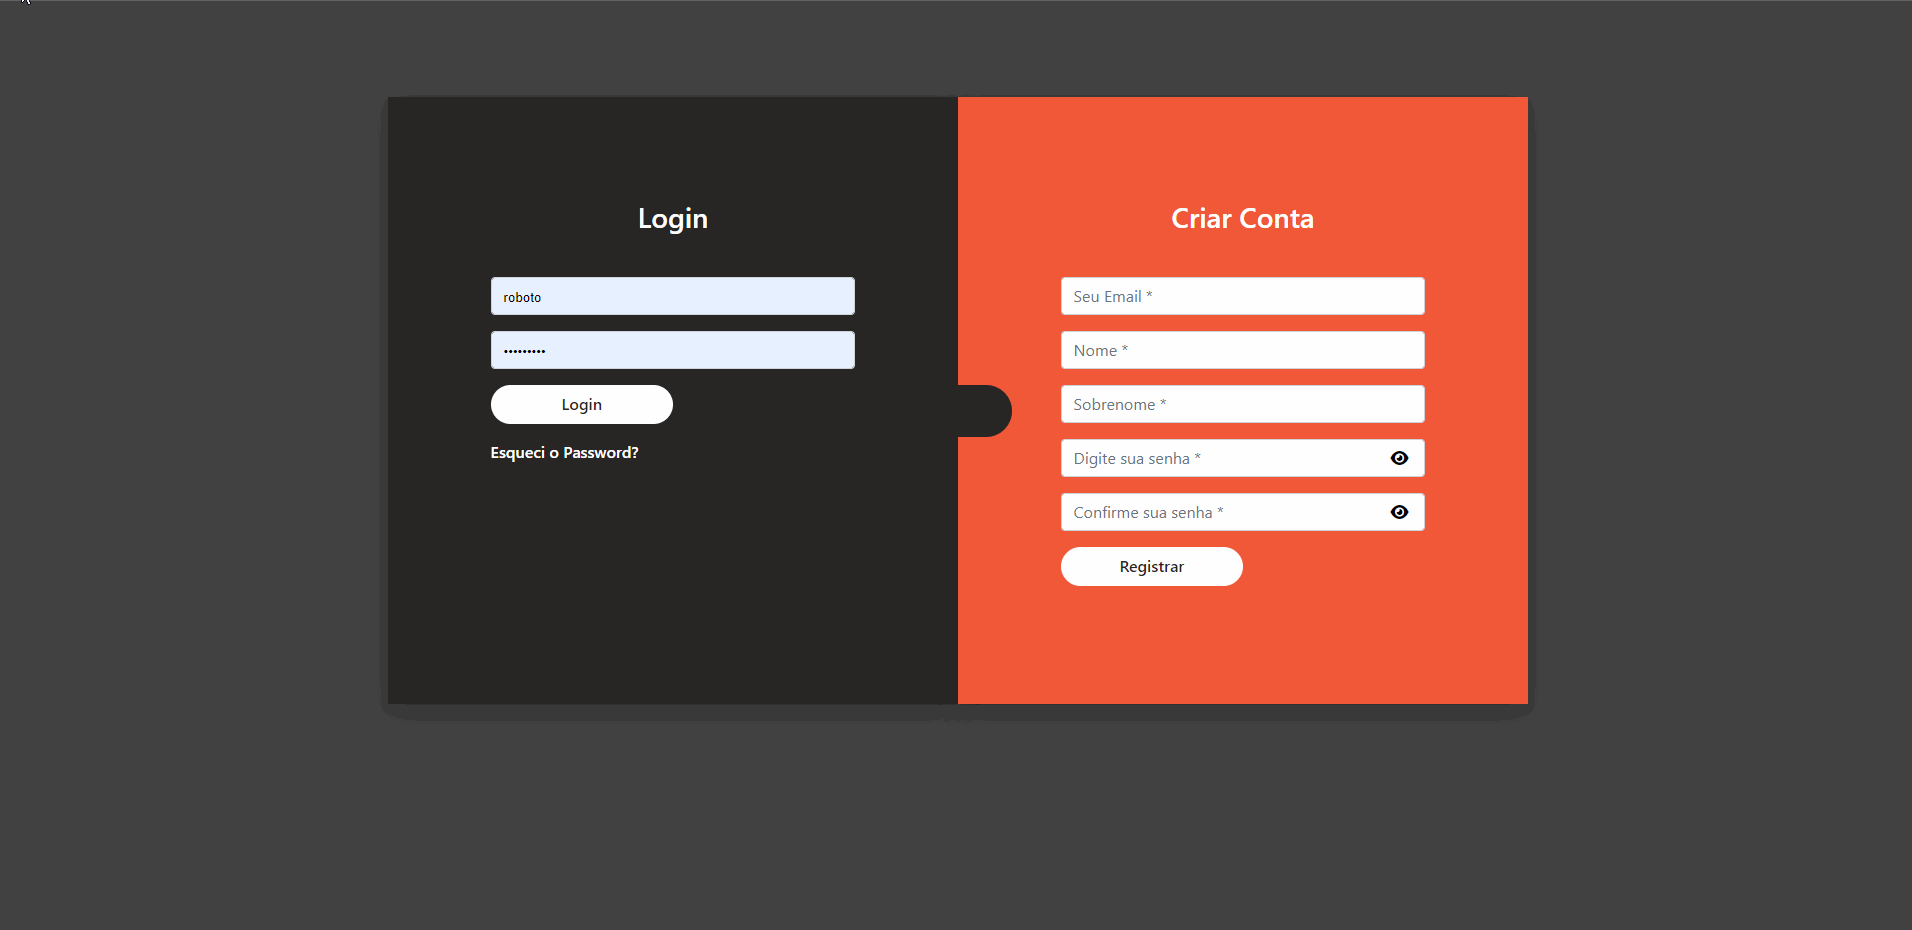 Login
roboto
•••••••••
Login
Esqueci o Password?
Criar Conta
Seu Email *
Nome *
Sobrenome *
Digite sua senha *
Confirme sua senha *
Registrar